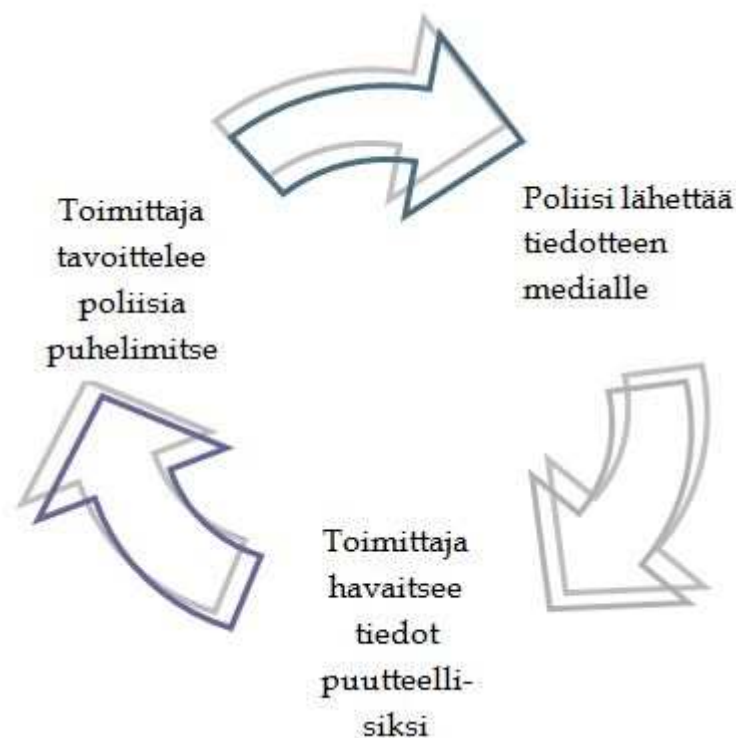 Toimittaja
tavoittelee
poliisia
puhelimitse
Poliisi lähettää
tiedotteen
medialle
Toimittaja
havaitsee
tiedot
puutteelli-
siksi